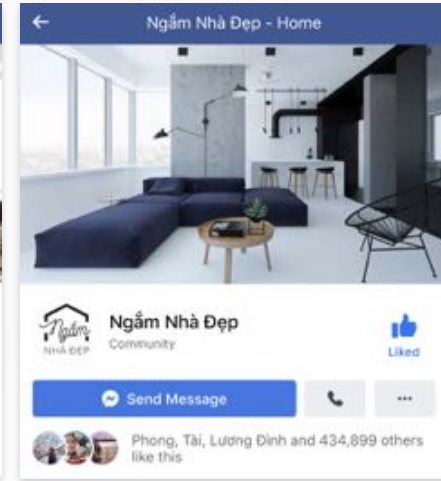 Ngắm Nhà Đẹp - Home
Ngắm
NHÀ ĐẸP
Ngắm Nhà Đẹp
Community
Liked
Send Message
Phong, Tài, Lương Đình and 434,899 others
like this